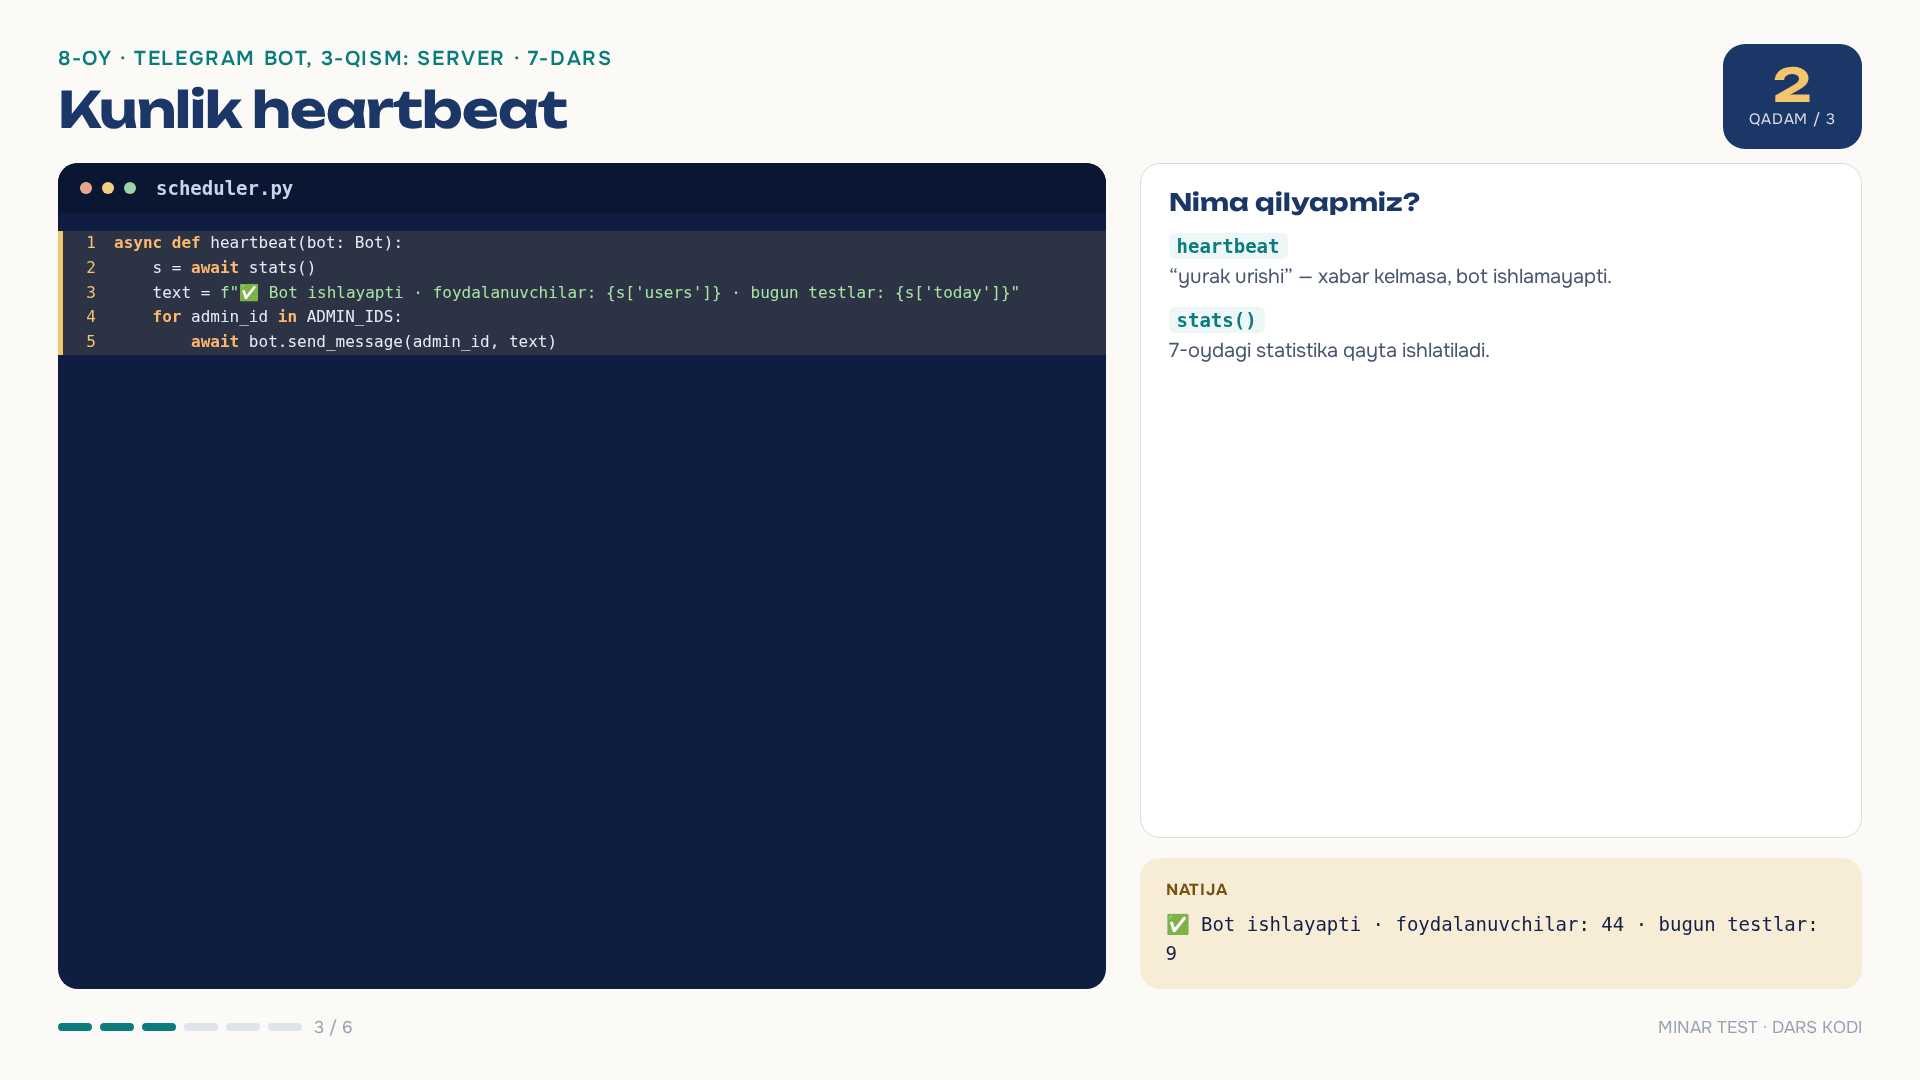 8-OY · TELEGRAM BOT, 3-QISM: SERVER · 7-DARS
Kunlik heartbeat
2
QADAM / 3
scheduler.py
1 async def heartbeat(bot: Bot):
2     s = await stats()
3     text = f"✅ Bot ishlayapti · foydalanuvchilar: {s['users']} · bugun testlar: {s['today']}"
4     for admin_id in ADMIN_IDS:
5         await bot.send_message(admin_id, text)
Nima qilyapmiz?
heartbeat
“yurak urishi” — xabar kelmasa, bot ishlamayapti.
stats()
7-oydagi statistika qayta ishlatiladi.
NATIJA
✅ Bot ishlayapti · foydalanuvchilar: 44 · bugun testlar:
9
3 / 6
MINAR TEST · DARS KODI